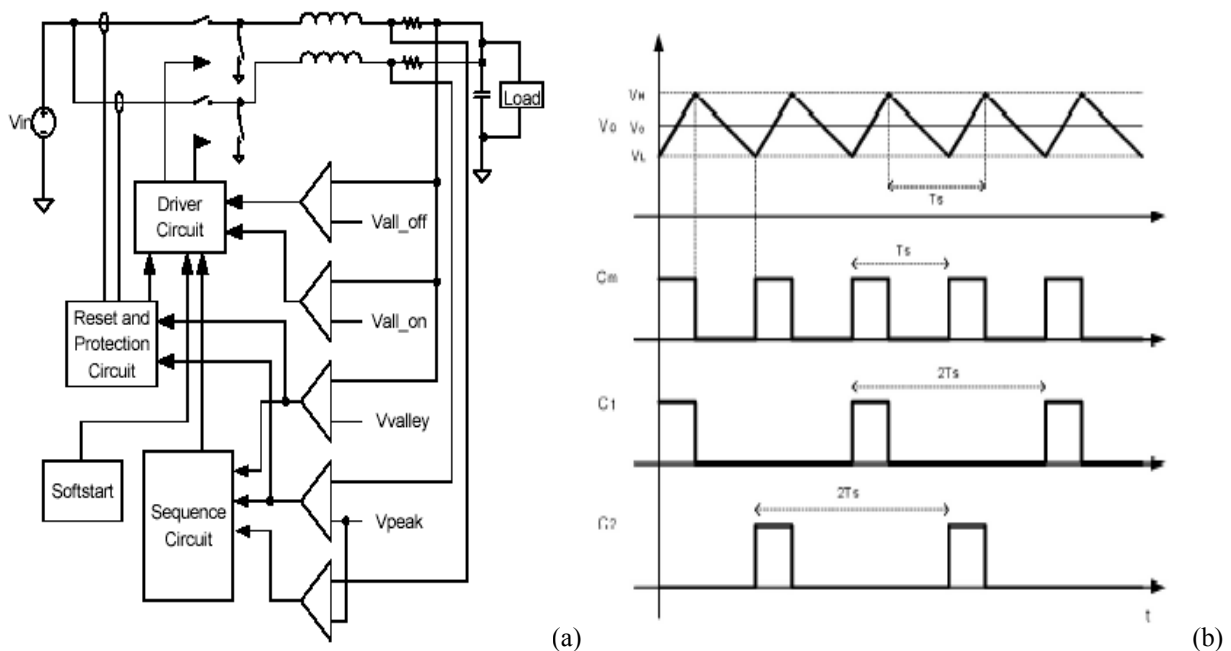 Vin
Load
Driver
Circuit
Vall_off
Vall_on
Reset and
Protection
Circuit
Vvalley
Softstart
Sequence
Circuit
Vpeak
(a)
VH
Vo
Vo
VL
Ts
Cm
Ts
C1
2Ts
C2
2Ts
t
(b)